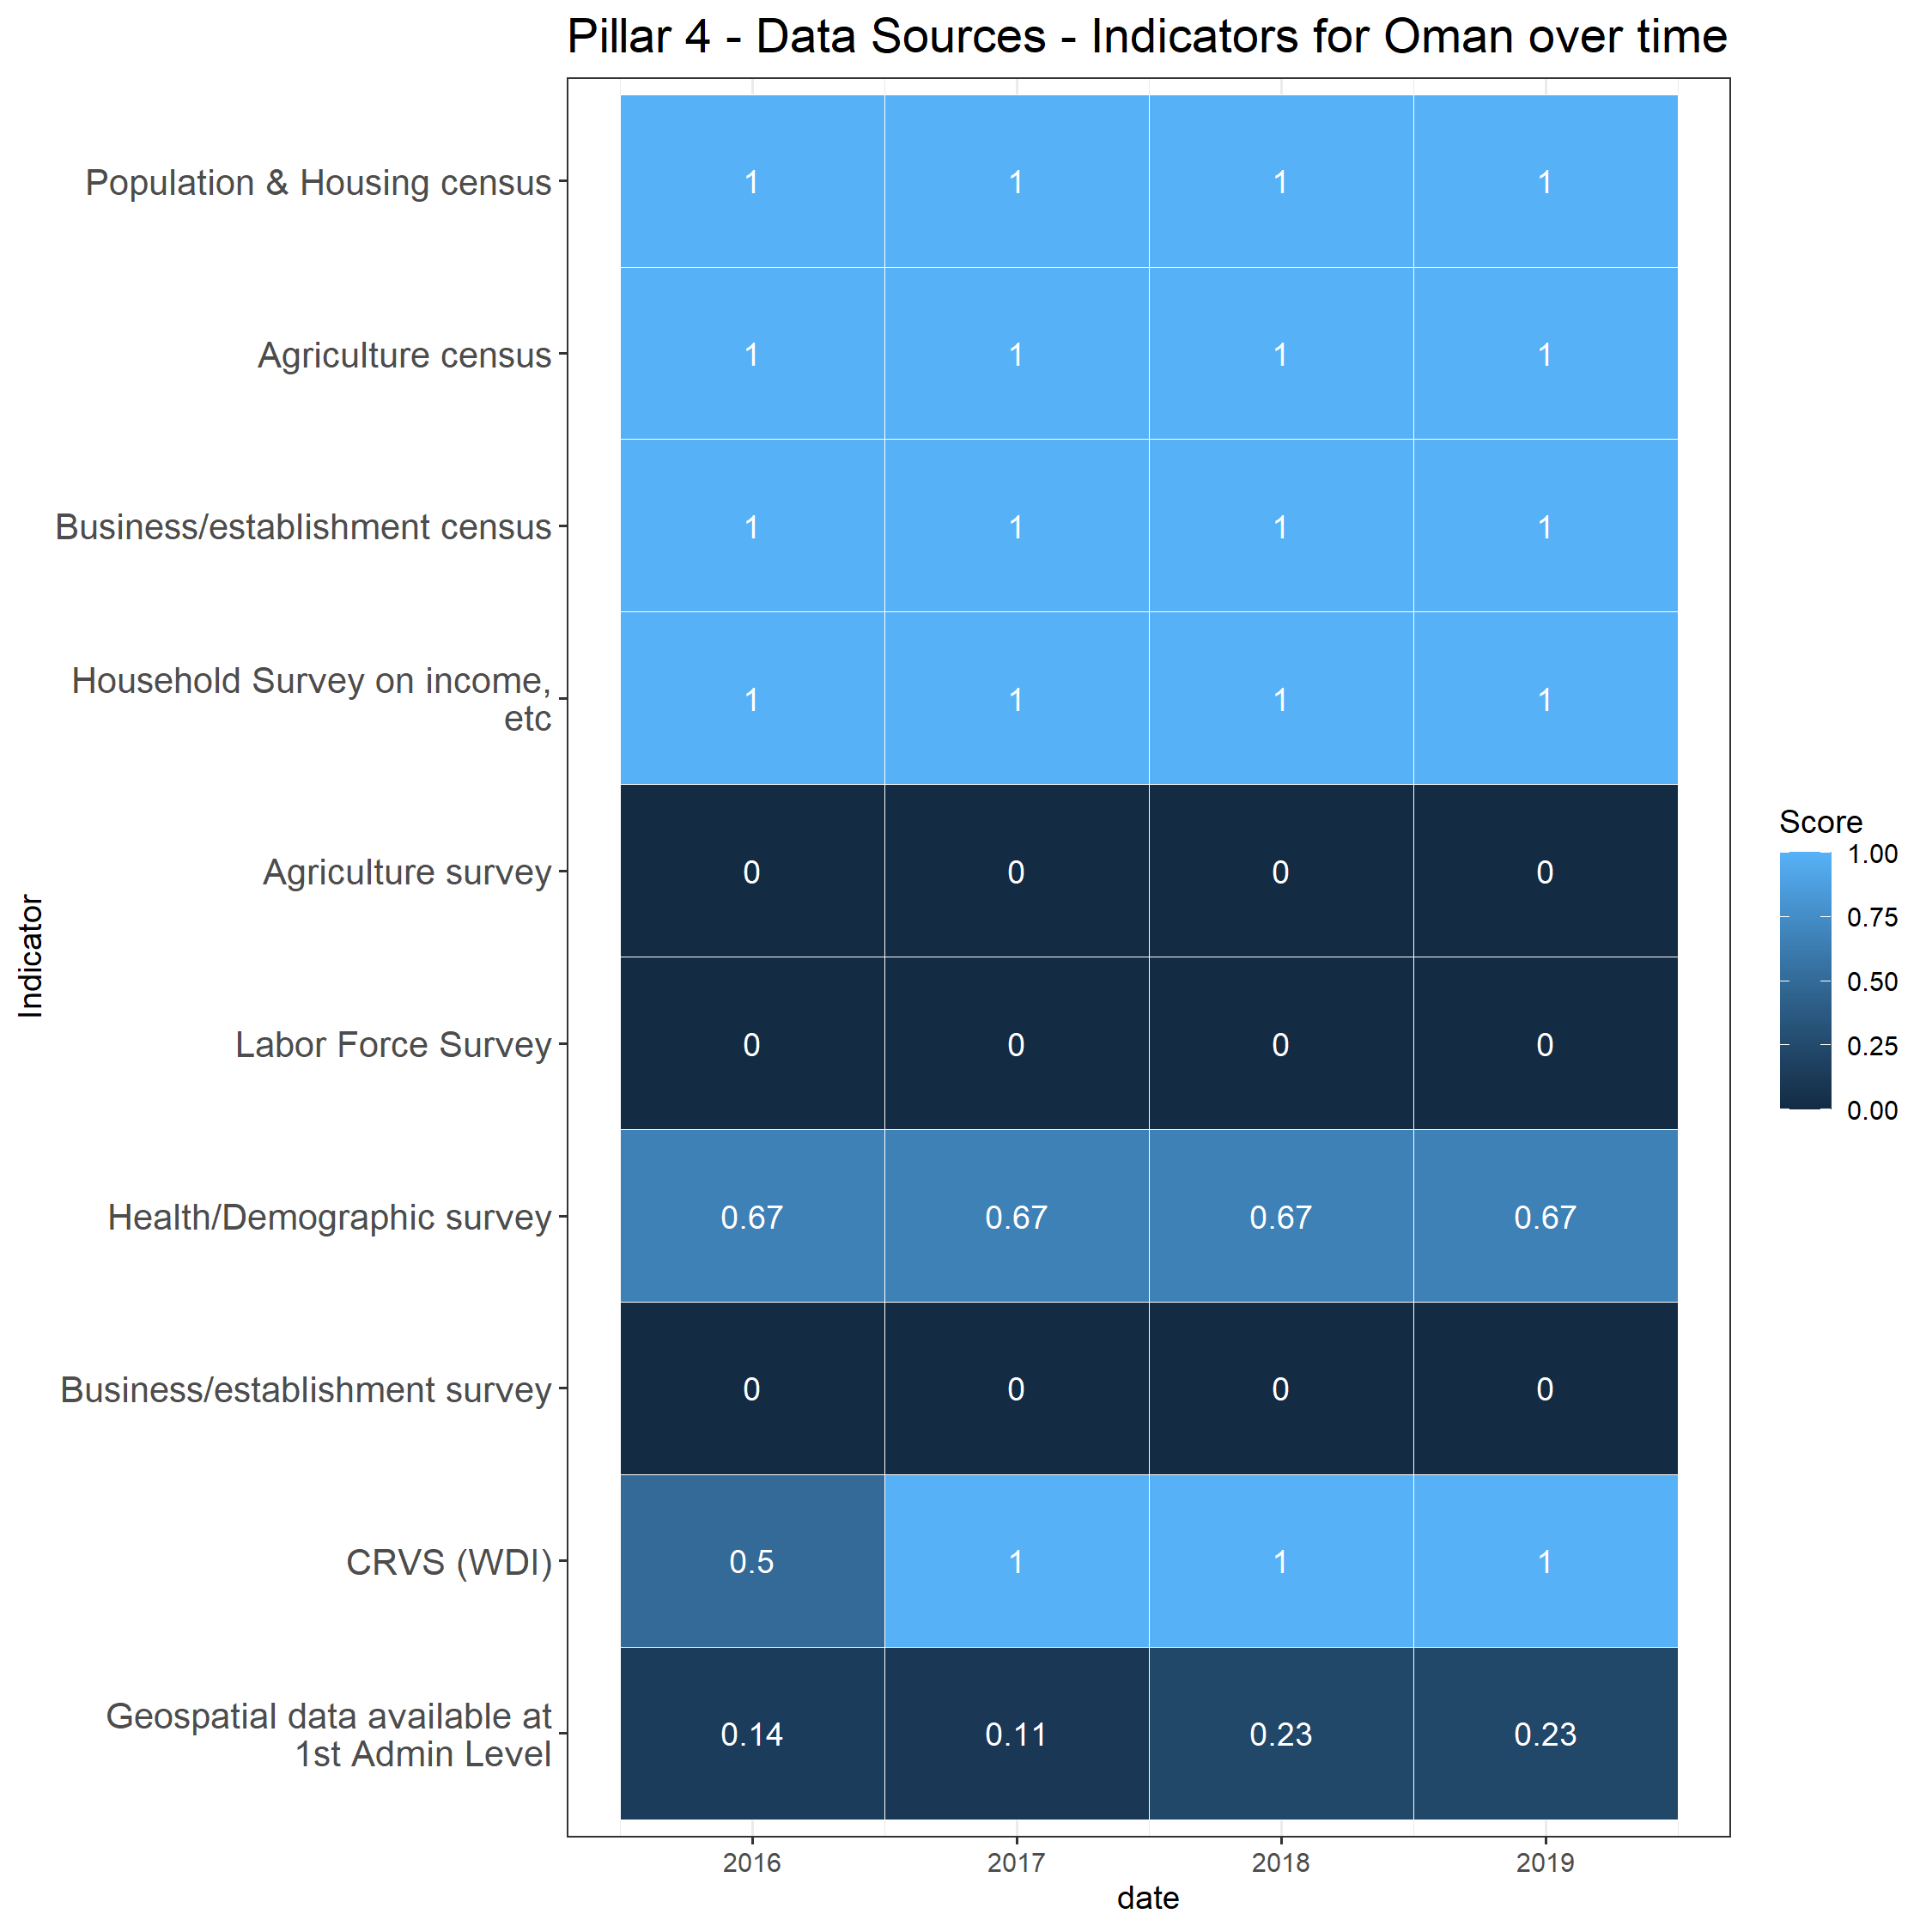 Pillar 4 - Data Sources - Indicators for Oman over time
Indicator
Population & Housing census
1 1 1 1
Agriculture census
1 1 1 1
Business/establishment census
1 1 1 1
Household Survey on income,
etc
1 1 1 1
Agriculture survey
0 0 0 0
Labor Force Survey
0 0 0 0
Health/Demographic survey
0.67 0.67 0.67 0.67
Business/establishment survey
0 0 0 0
CRVS (WDI)
0.5 1 1 1
Geospatial data available at
1st Admin Level
0.14 0.11 0.23 0.23
2016 2017 2018 2019
date
Score
1.00
0.75
0.50
0.25
0.00